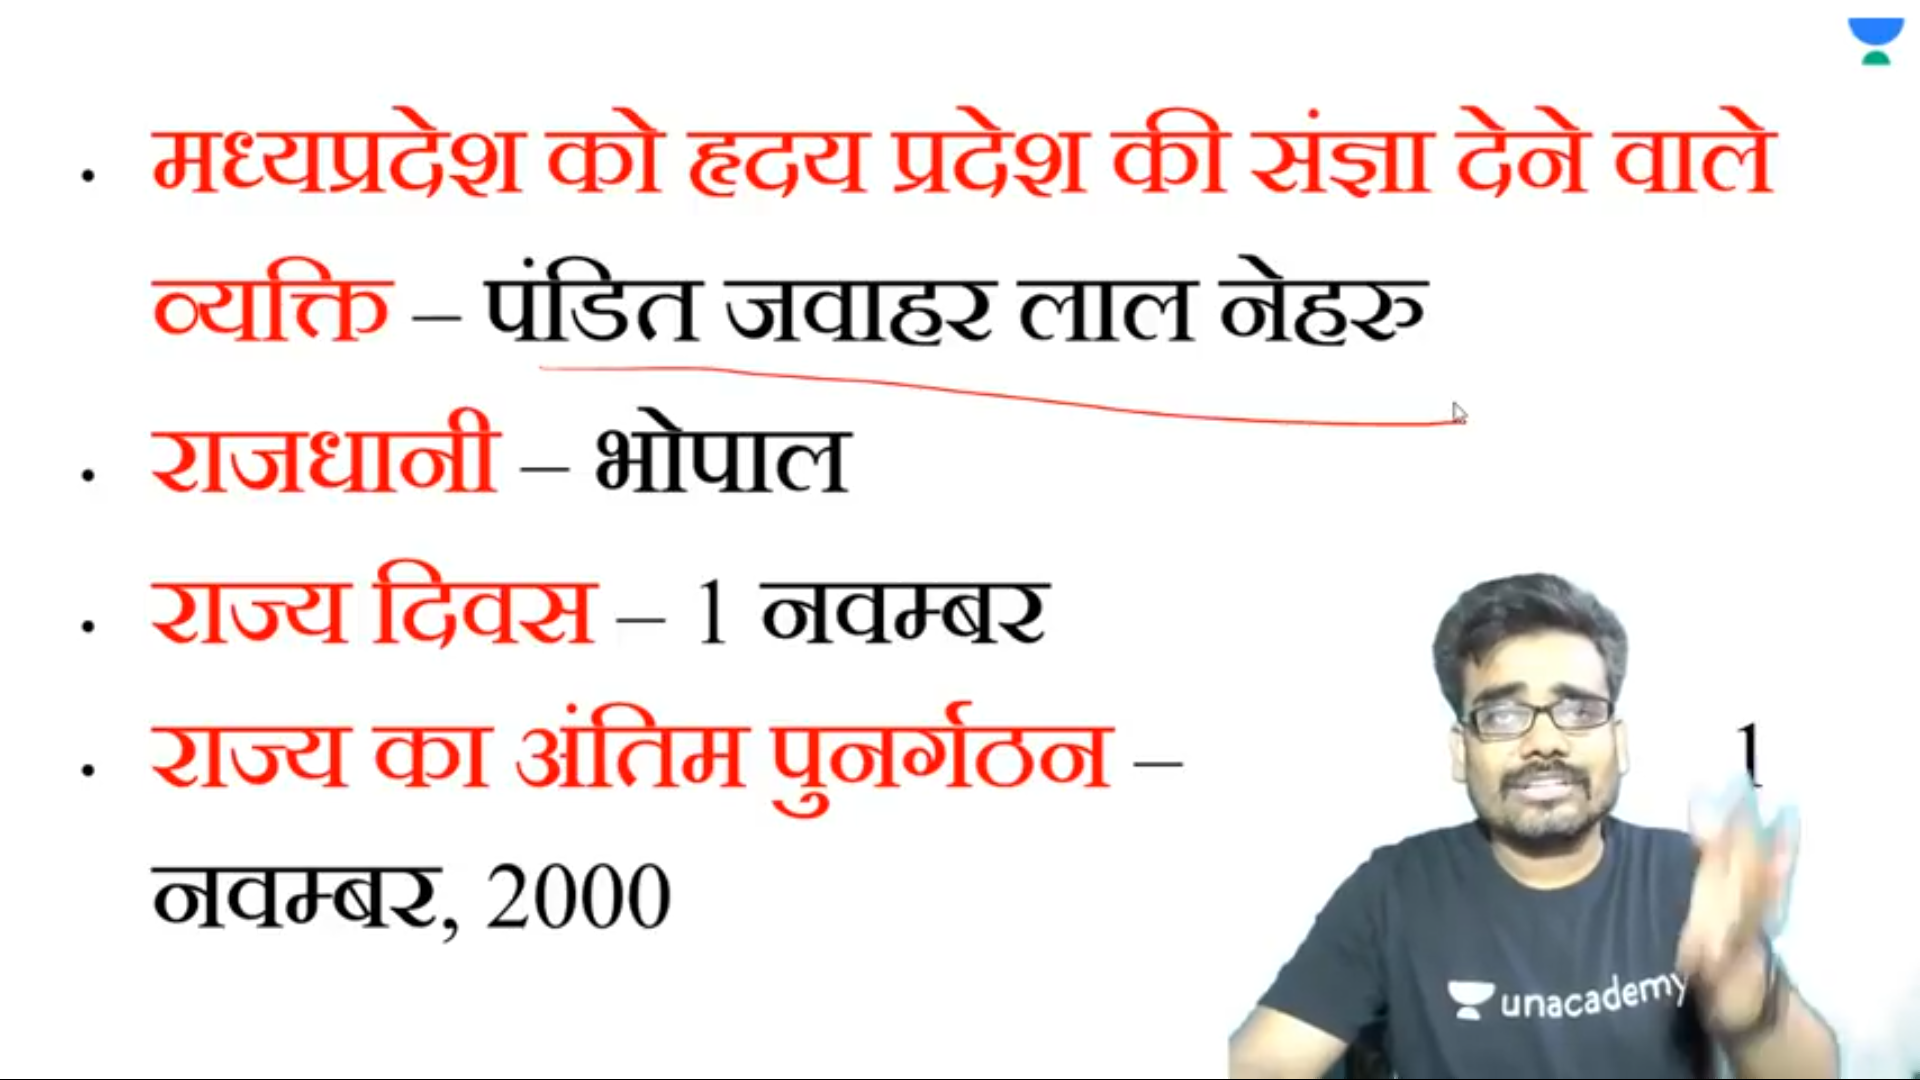 • मध्यप्रदेश को हृदय प्रदेश की संज्ञा देने वाले
व्यक्ति – पंडित जवाहर लाल नेहरु
• राजधानी – भोपाल
• राज्य दिवस – 1 नवम्बर
• राज्य का अंतिम पुनर्गठन – 1
नवम्बर, 2000
unacademy